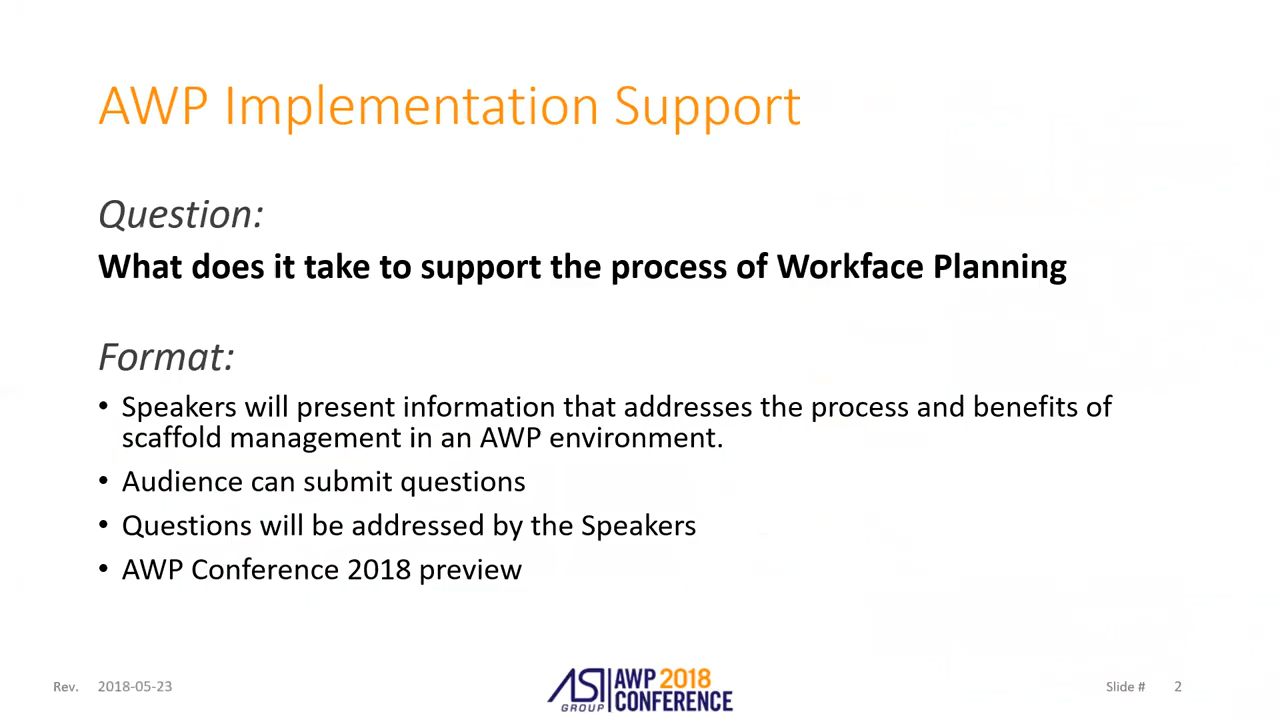 AWP Implementation Support
Question:
What does it take to support the process of Workface Planning
Format:
• Speakers will present information that addresses the process and benefits of
scaffold management in an AWP environment.
• Audience can submit questions
• Questions will be addressed by the Speakers
• AWP Conference 2018 preview
Rev. 2018-05-23
ASI GROUP
AWP 2018
CONFERENCE
Slide # 2